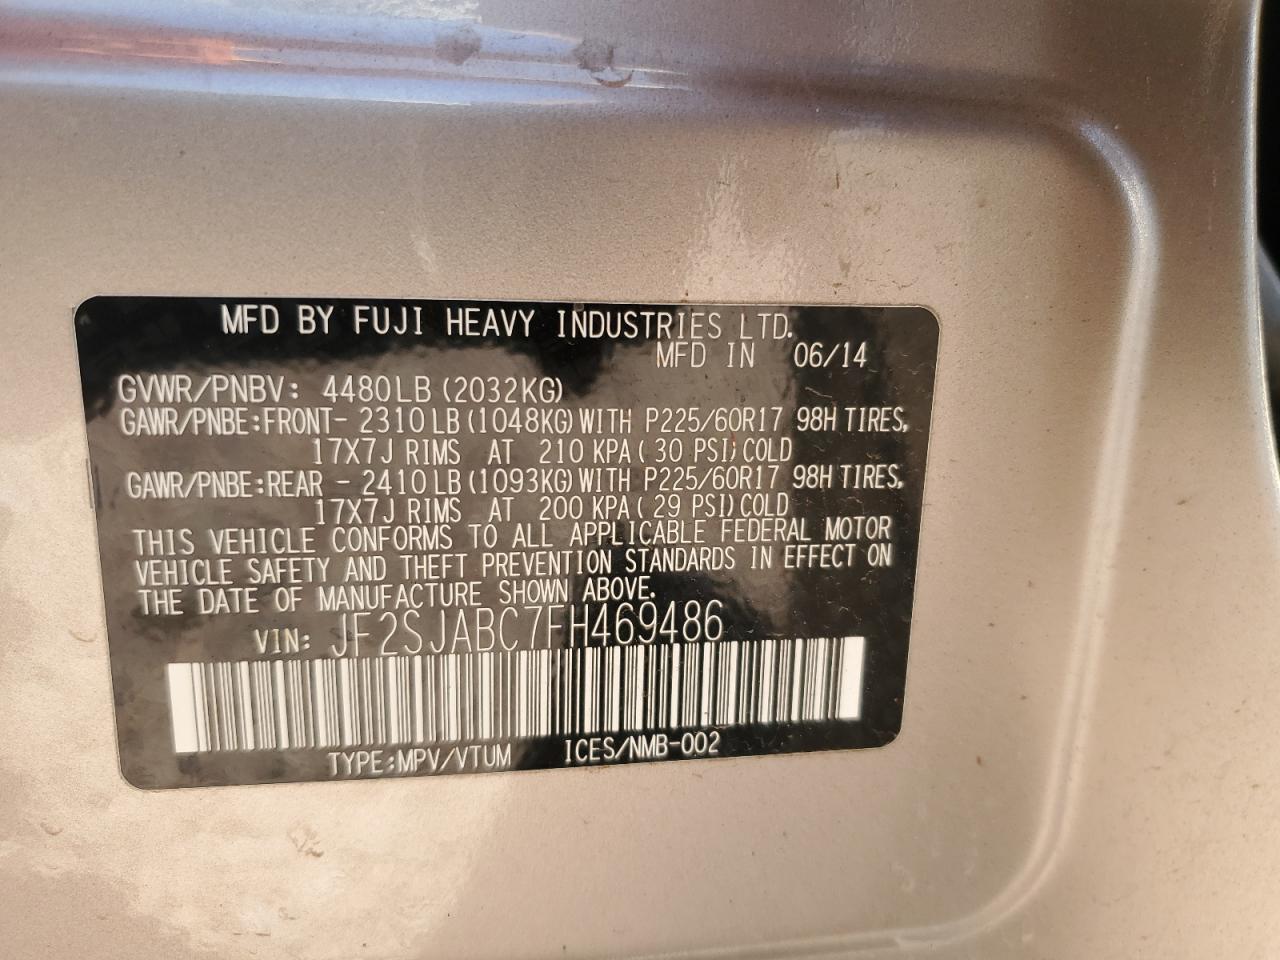 MFD BY FUJI HEAVY INDUSTRIES LTD.
MFD IN 06/14
GVWR/PNBV: 4480LB (2032KG)
GAWR/PNBE:FRONT- 2310LB (1048KG) WITH P225/60R17 98H TIRES,
17X7J RIMS AT 210 KPA ( 30 PSI) COLD
GAWR/PNBE:REAR - 2410LB (1093KG) WITH P225/60R17 98H TIRES,
17X7J RIMS AT 200 KPA ( 29 PSI) COLD
THIS VEHICLE CONFORMS TO ALL APPLICABLE FEDERAL MOTOR
VEHICLE SAFETY AND THEFT PREVENTION STANDARDS IN EFFECT ON
THE DATE OF MANUFACTURE SHOWN ABOVE.
VIN: JF2SJABC7FH469486
TYPE:MPV/VTUM ICES/NMB-002